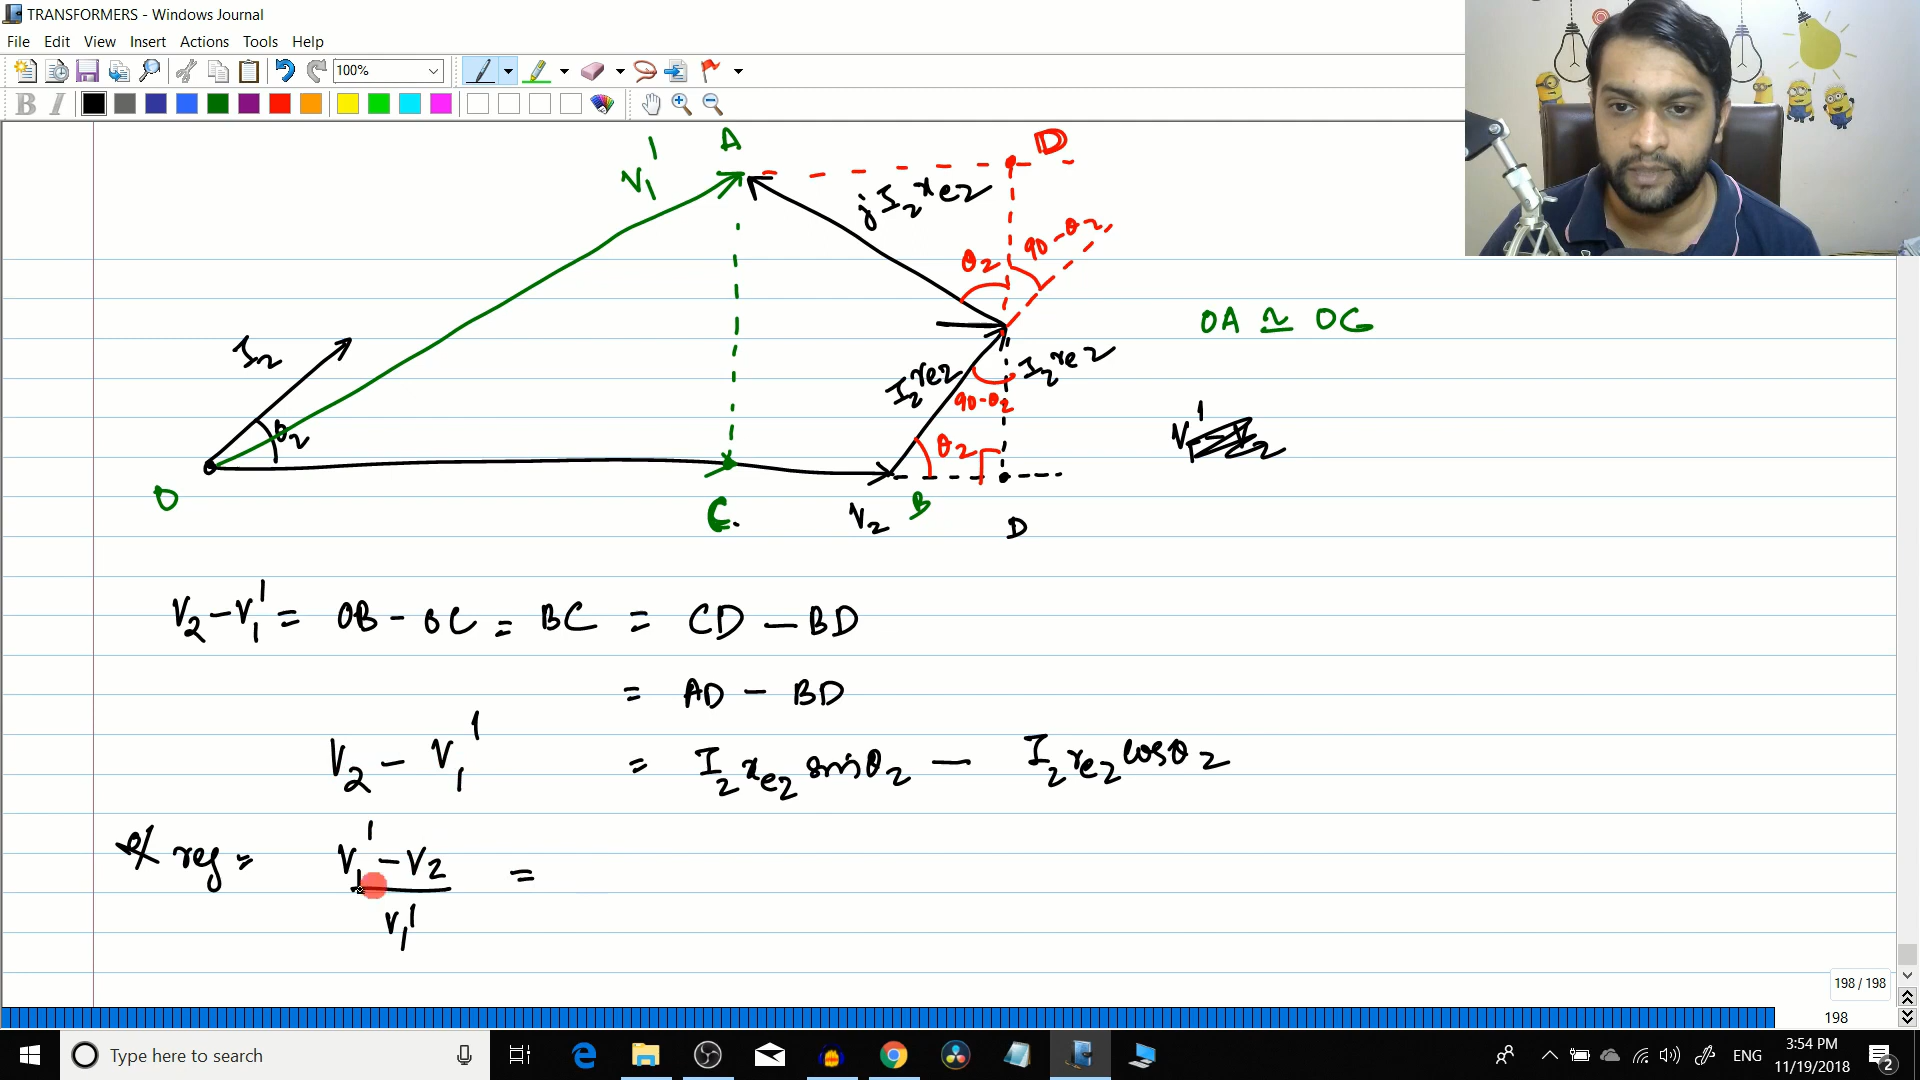 TRANSFORMERS - Windows Journal
File Edit View Insert Actions Tools Help
100%
B I
V₁' A D
jI₂xe2
θ₂ 90-θ₂
I₂
OA ≃ OC
I₂re2 I₂re2
90-θ₂
θ₂ θ₂
O C. V₂ B D
V₂-V₁' = OB - OC = BC = CD - BD
= AD - BD
V₂ - V₁' = I₂xe₂ sinθ₂ - I₂re₂ cosθ₂
reg = (V₁' - V₂)/V₁' =
198 / 198
198
Type here to search
ENG
3:54 PM
11/19/2018
2